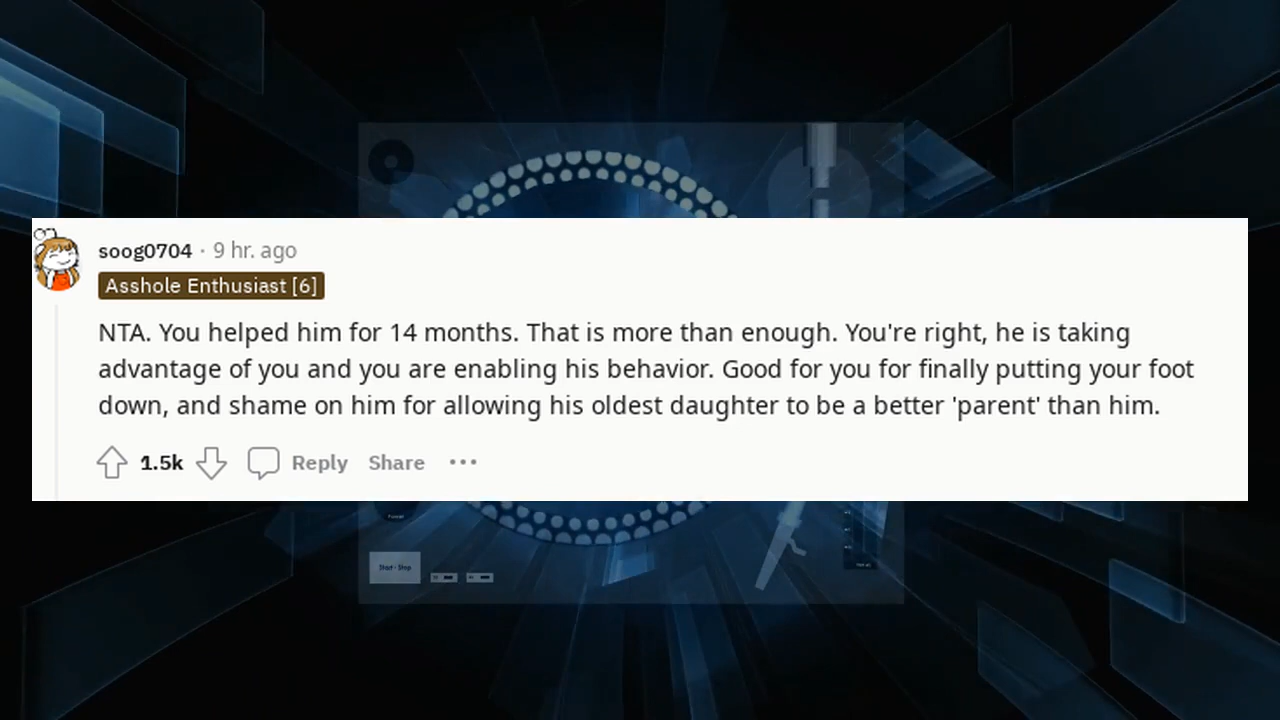 soog0704 · 9 hr. ago
Asshole Enthusiast [6]
NTA. You helped him for 14 months. That is more than enough. You're right, he is taking
advantage of you and you are enabling his behavior. Good for you for finally putting your foot
down, and shame on him for allowing his oldest daughter to be a better 'parent' than him.
1.5k Reply Share •••
Start · Stop